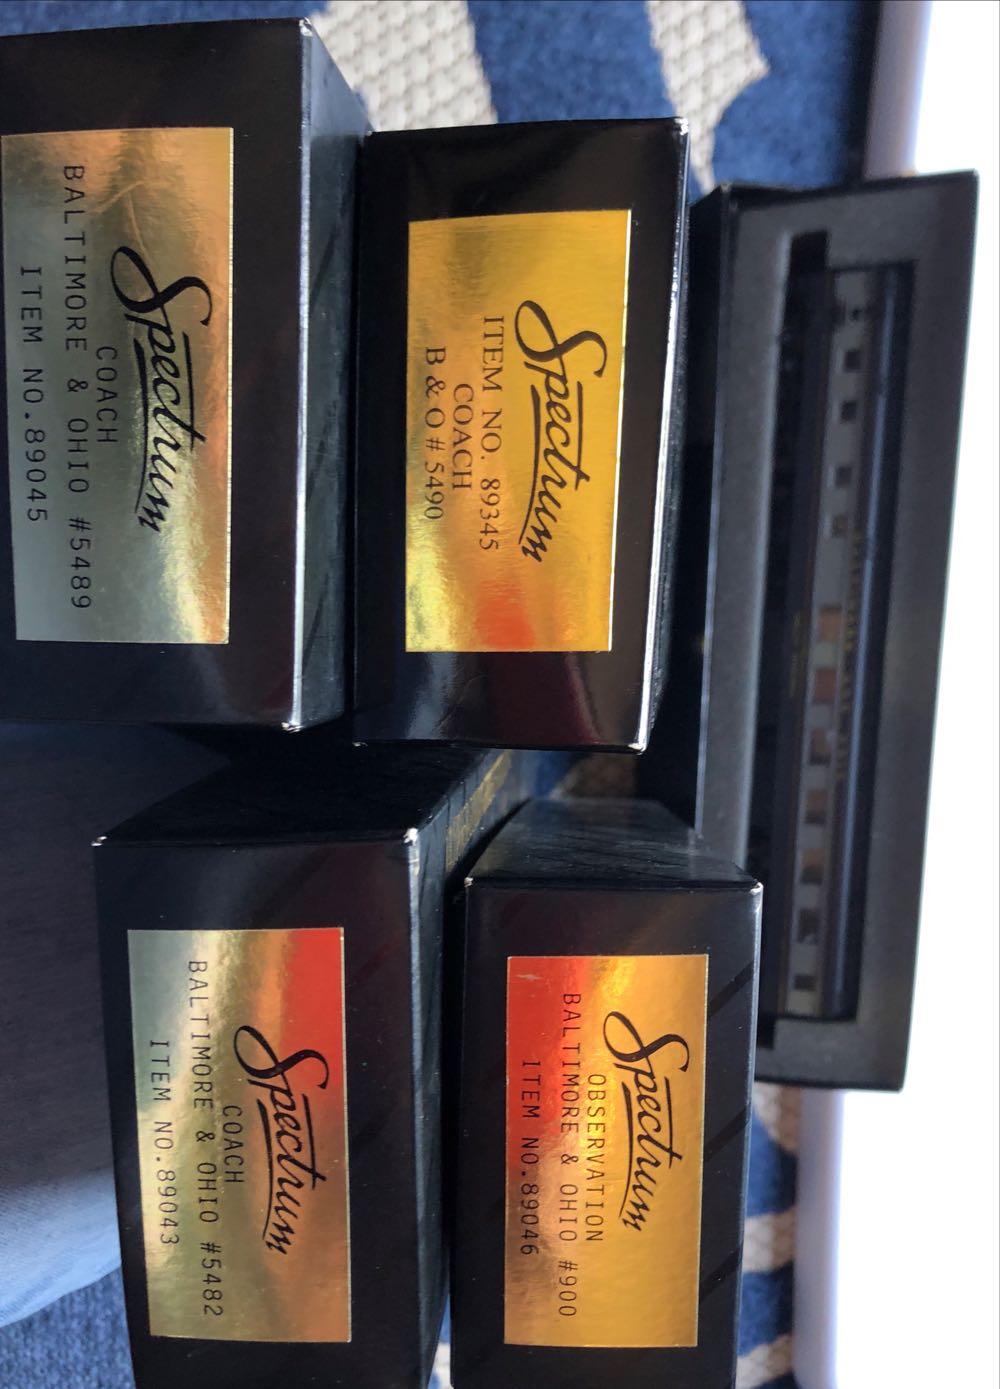 Spectrum
COACH
BALTIMORE & OHIO #5489
ITEM NO.89045
Spectrum
ITEM NO. 89345
COACH
B & O # 5490
Spectrum
COACH
BALTIMORE & OHIO #5482
ITEM NO.89043
Spectrum
OBSERVATION
BALTIMORE & OHIO #900
ITEM NO.89046